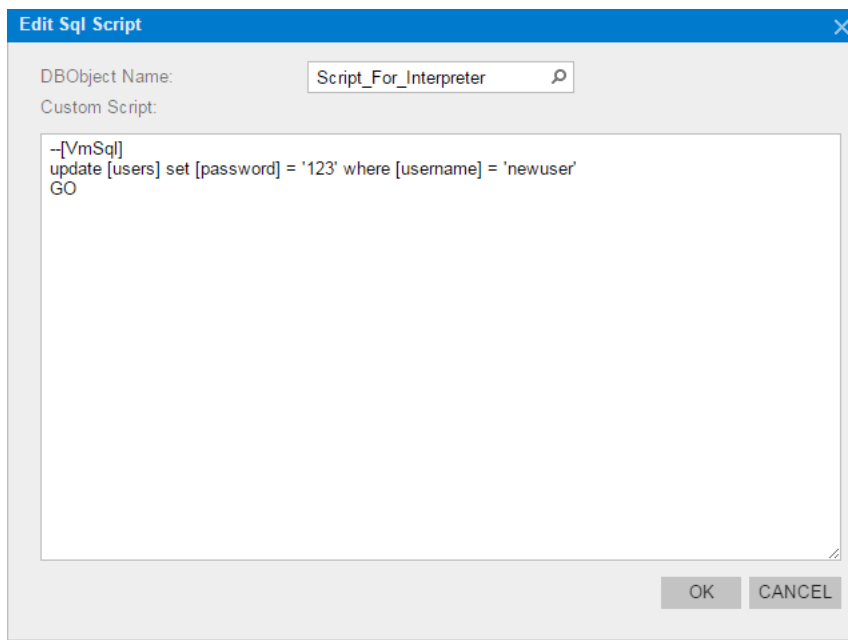 Edit Sql Script
DBObject Name: Script_For_Interpreter
Custom Script:
--[VmSql]
update [users] set [password] = '123' where [username] = 'newuser'
GO
OK CANCEL